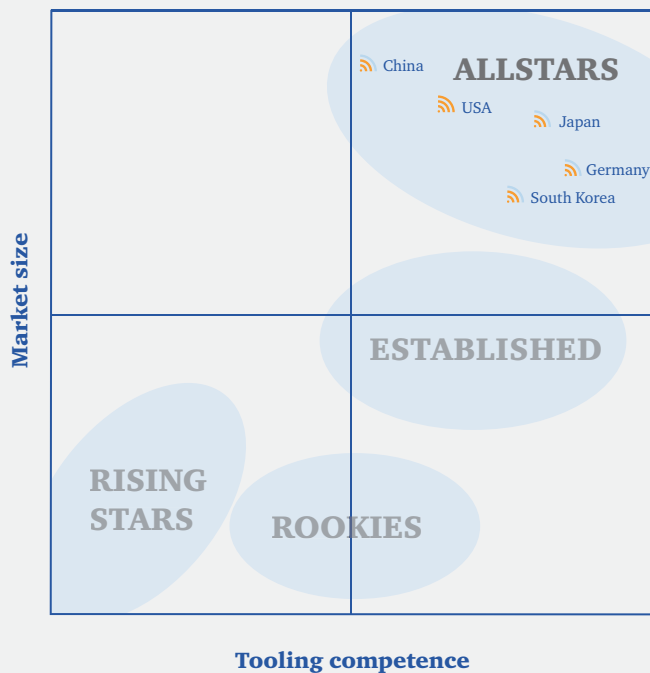 ALLSTARS
China
USA
Japan
Germany
South Korea
Market size
ESTABLISHED
RISING
STARS
ROOKIES
Tooling competence